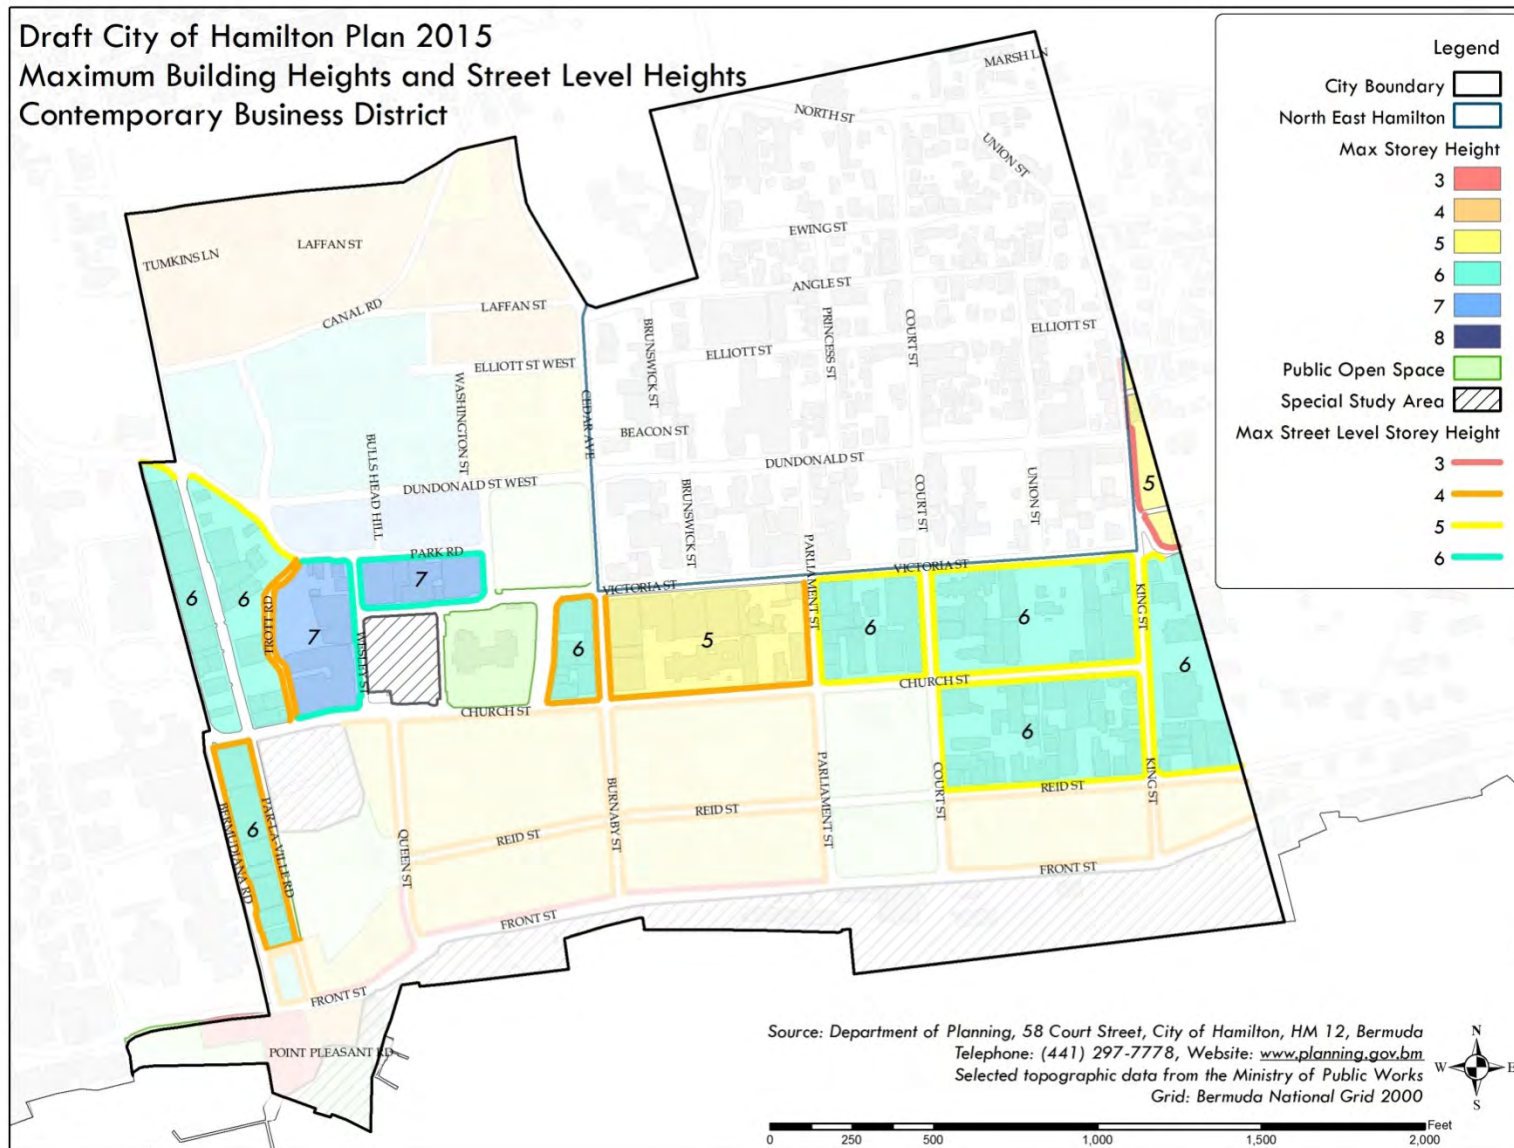 Draft City of Hamilton Plan 2015
Maximum Building Heights and Street Level Heights
Contemporary Business District
Legend
City Boundary
North East Hamilton
Max Storey Height
3
4
5
6
7
8
Public Open Space
Special Study Area
Max Street Level Storey Height
3
4
5
6
MARSH LN
NORTH ST
UNION ST
EWING ST
TUMKINS LN
LAFFAN ST
ANGLE ST
CANAL RD
LAFFAN ST
BRUNSWICK ST
PRINCESS ST
COURT ST
ELLIOTT ST
ELLIOTT ST
ELLIOTT ST WEST
WASHINGTON ST
CEDAR AVE
BEACON ST
BULLS HEAD HILL
DUNDONALD ST
DUNDONALD ST WEST
BRUNSWICK ST
COURT ST
UNION ST
5
PARK RD
7
PARLIAMENT ST
VICTORIA ST
VICTORIA ST
KING ST
6
6
TROTT RD
7
WESLEY ST
6
5
6
6
6
CHURCH ST
CHURCH ST
6
BERMUDIANA RD
6
PAR-LA-VILLE RD
QUEEN ST
REID ST
BURNABY ST
REID ST
PARLIAMENT ST
COURT ST
REID ST
KING ST
FRONT ST
FRONT ST
FRONT ST
POINT PLEASANT RD
Source: Department of Planning, 58 Court Street, City of Hamilton, HM 12, Bermuda
Telephone: (441) 297-7778, Website: www.planning.gov.bm
Selected topographic data from the Ministry of Public Works
Grid: Bermuda National Grid 2000
N
W E
S
Feet
0 250 500 1,000 1,500 2,000